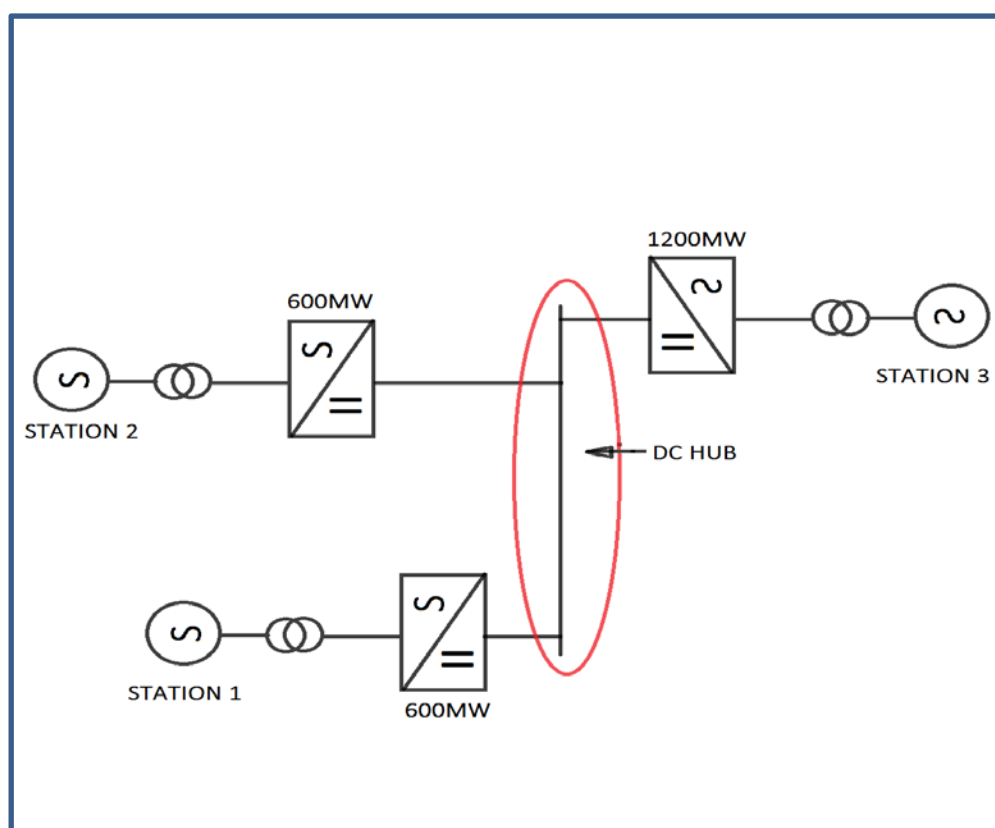 1200MW
600MW
STATION 3
STATION 2
DC HUB
STATION 1
600MW